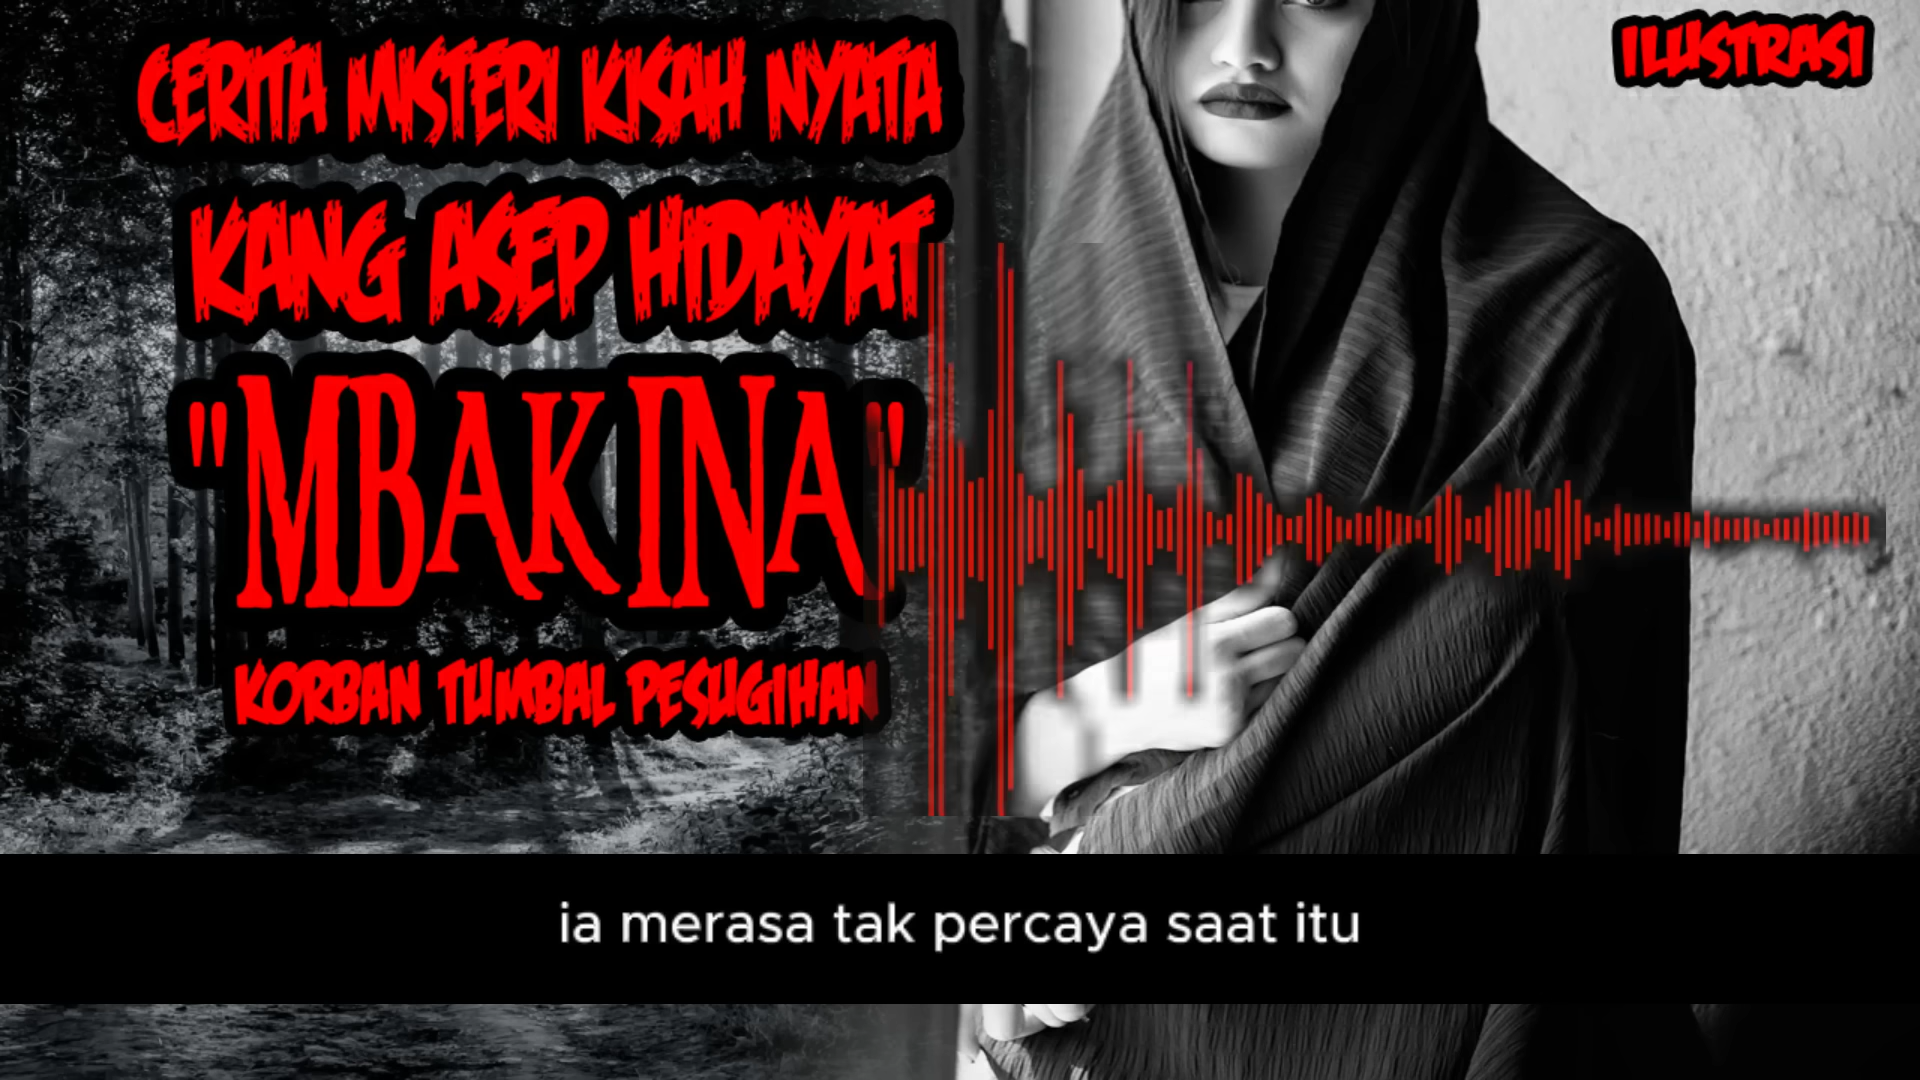 CERITA MISTERI KISAH NYATA
ILUSTRASI
KANG ASEP HIDAYAT
"MBAK INA"
KORBAN TUMBAL PESUGIHAN
ia merasa tak percaya saat itu